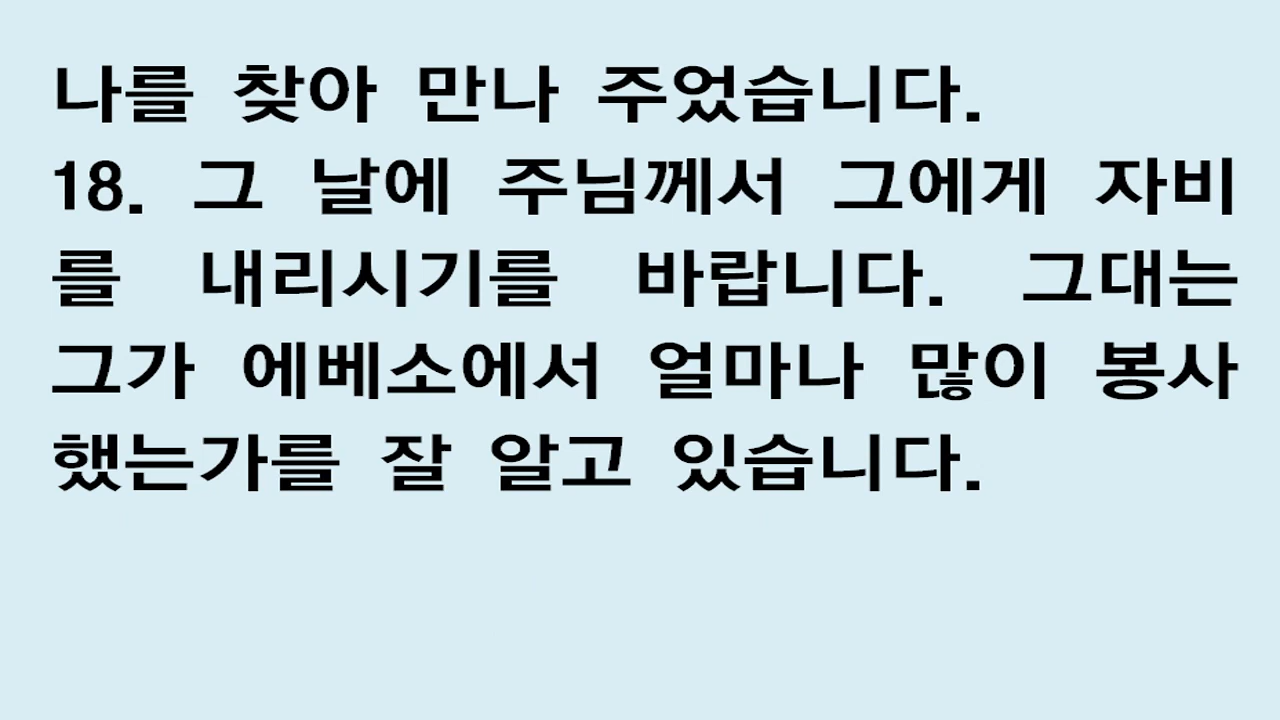 나를 찾아 만나 주었습니다.
18. 그 날에 주님께서 그에게 자비
를 내리시기를 바랍니다. 그대는
그가 에베소에서 얼마나 많이 봉사
했는가를 잘 알고 있습니다.